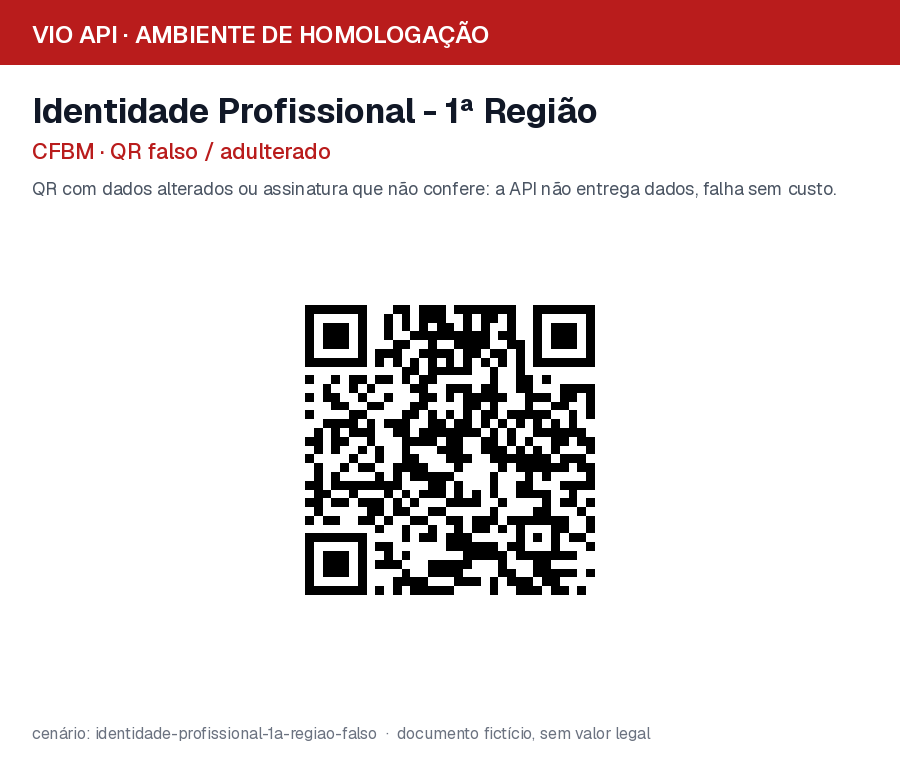 VIO API · AMBIENTE DE HOMOLOGAÇÃO
Identidade Profissional - 1ª Região
CFBM · QR falso / adulterado
QR com dados alterados ou assinatura que não confere: a API não entrega dados, falha sem custo.
cenário: identidade-profissional-1a-regiao-falso · documento fictício, sem valor legal